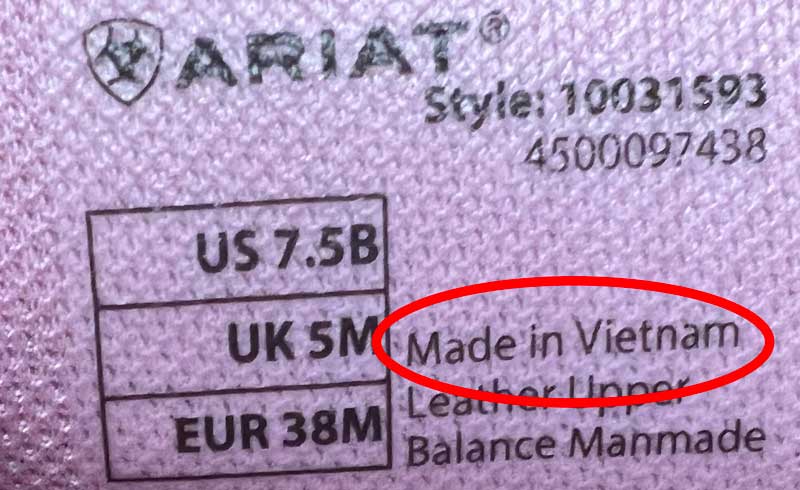 ARIAT®
Style: 10031593
4500097438
US 7.5B
UK 5M
EUR 38M
Made in Vietnam
Leather Upper
Balance Manmade